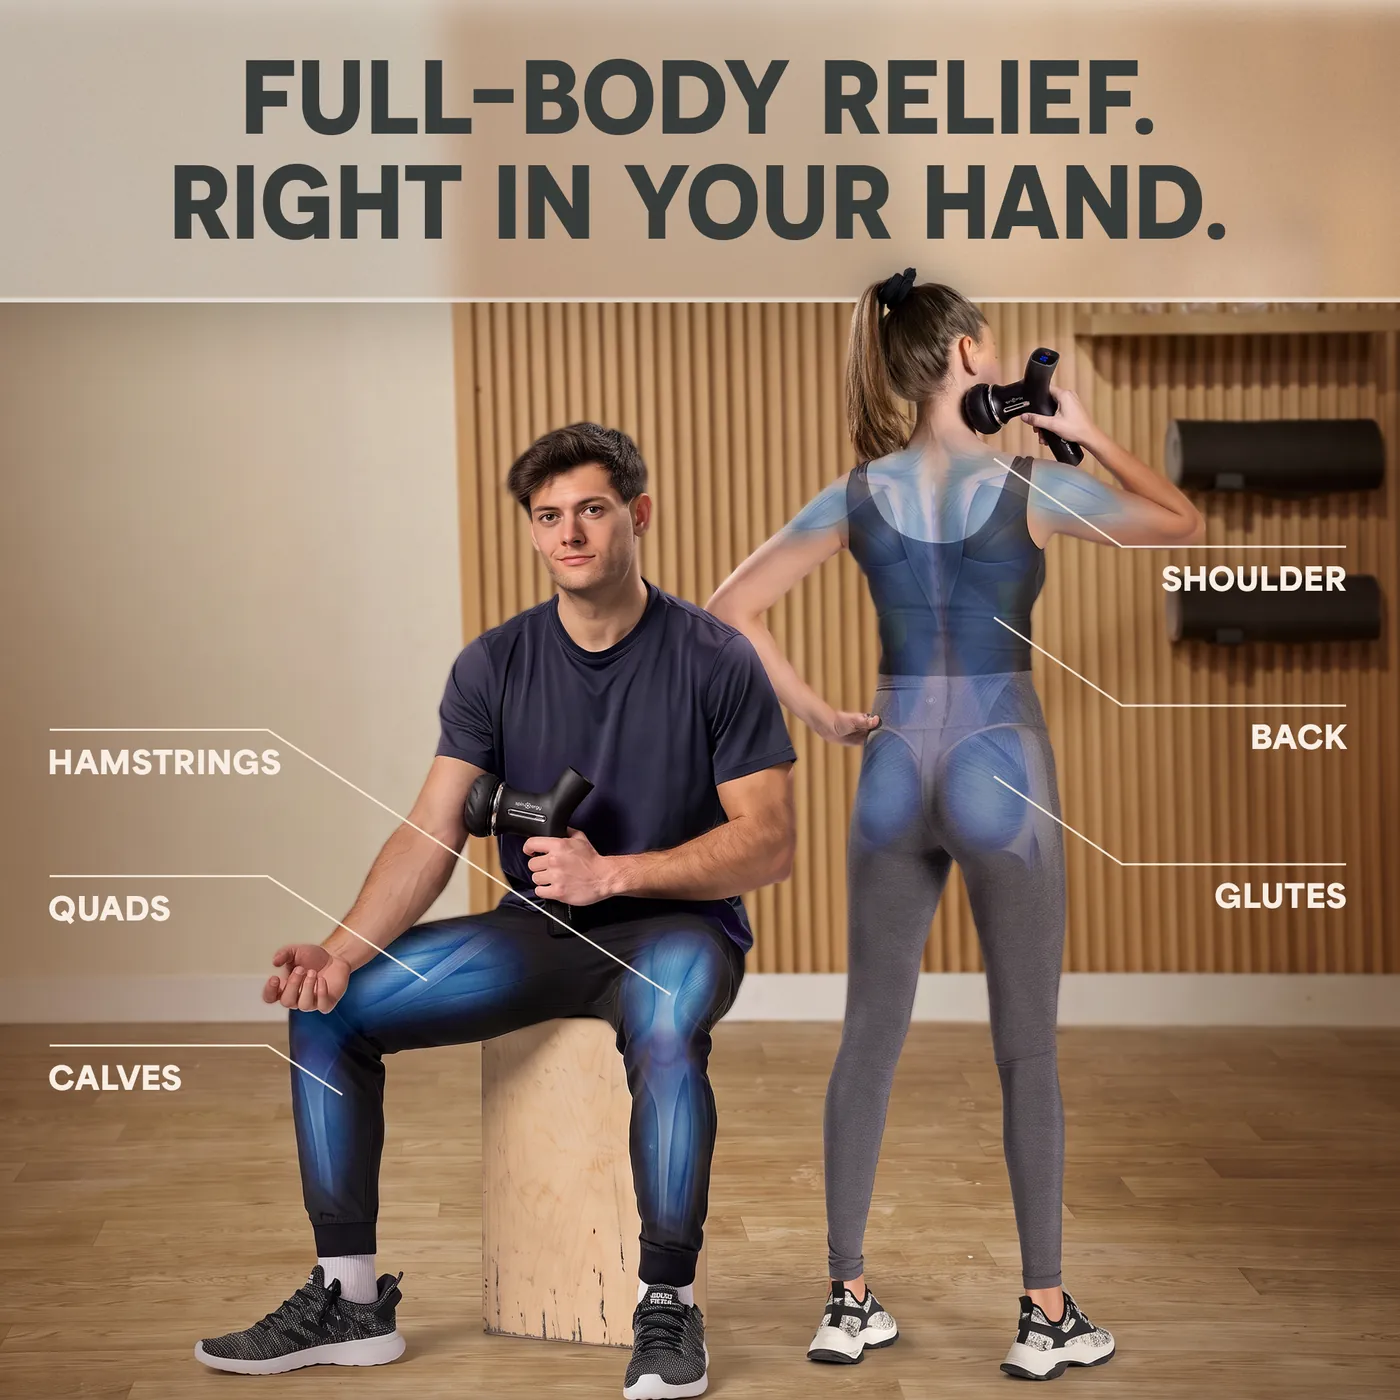 FULL-BODY RELIEF.
RIGHT IN YOUR HAND.
SHOULDER
HAMSTRINGS
BACK
QUADS
GLUTES
CALVES